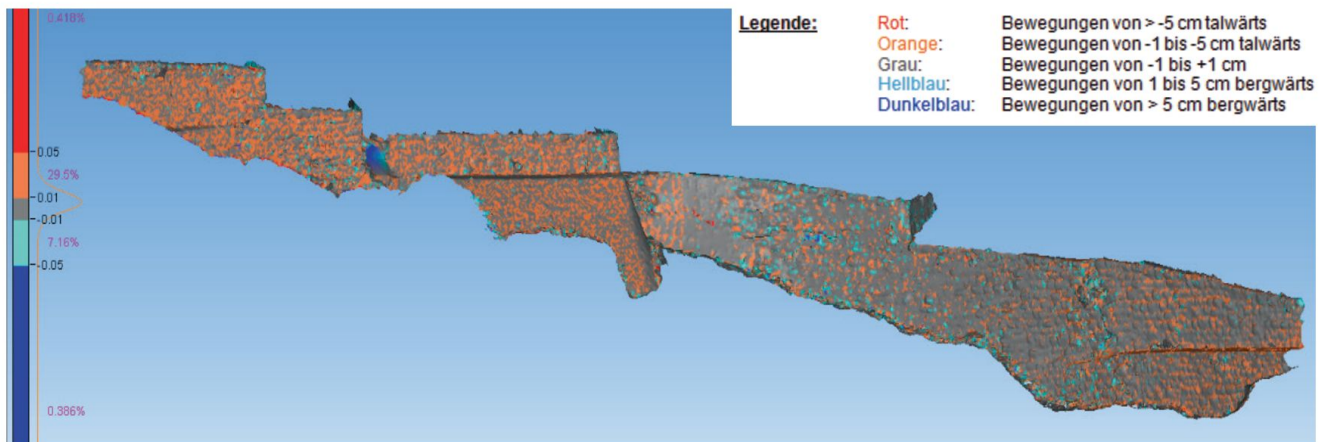 0.418%
0.05
29.5%
0.01
-0.01
7.16%
-0.05
0.386%
Legende:
Rot: Bewegungen von > -5 cm talwärts
Orange: Bewegungen von -1 bis -5 cm talwärts
Grau: Bewegungen von -1 bis +1 cm
Hellblau: Bewegungen von 1 bis 5 cm bergwärts
Dunkelblau: Bewegungen von > 5 cm bergwärts